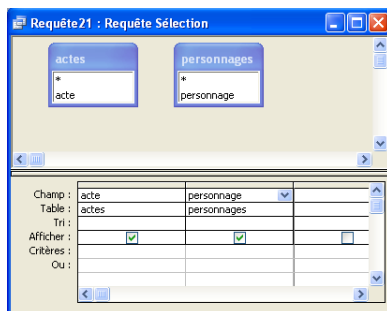 Requête21 : Requête Sélection
actes
*
acte
personnages
*
personnage
Champ : acte personnage
Table : actes personnages
Tri :
Afficher :
Critères :
Ou :